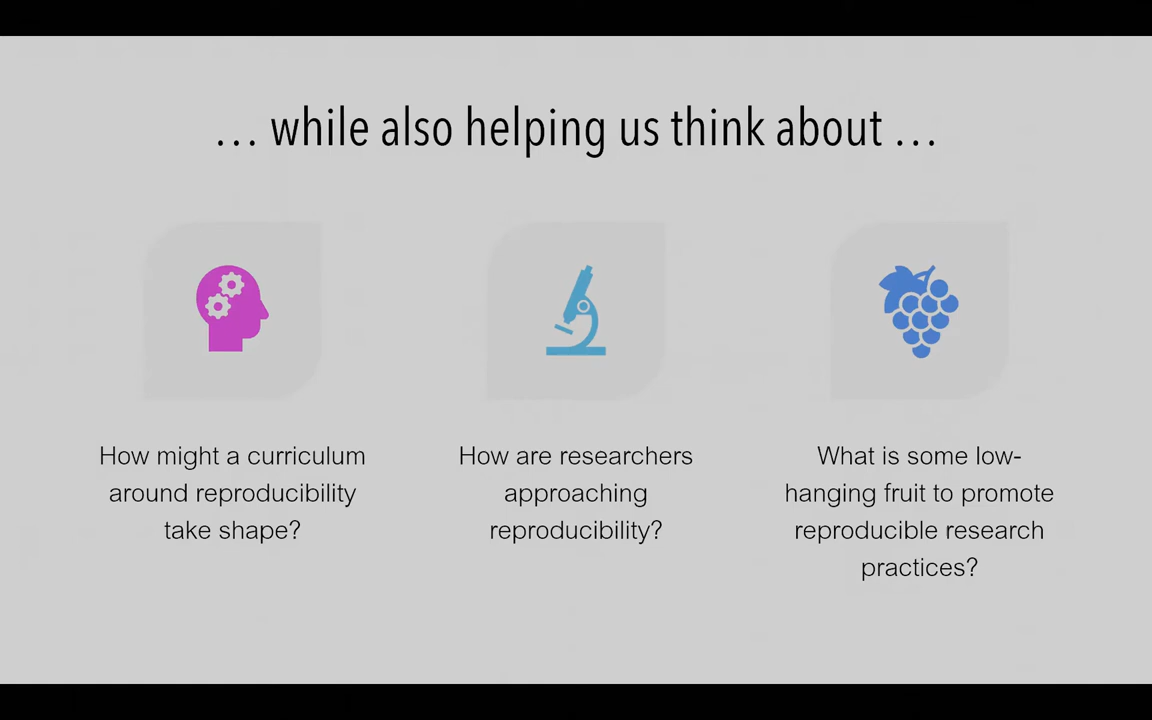 … while also helping us think about …
How might a curriculum
around reproducibility
take shape?
How are researchers
approaching
reproducibility?
What is some low-
hanging fruit to promote
reproducible research
practices?